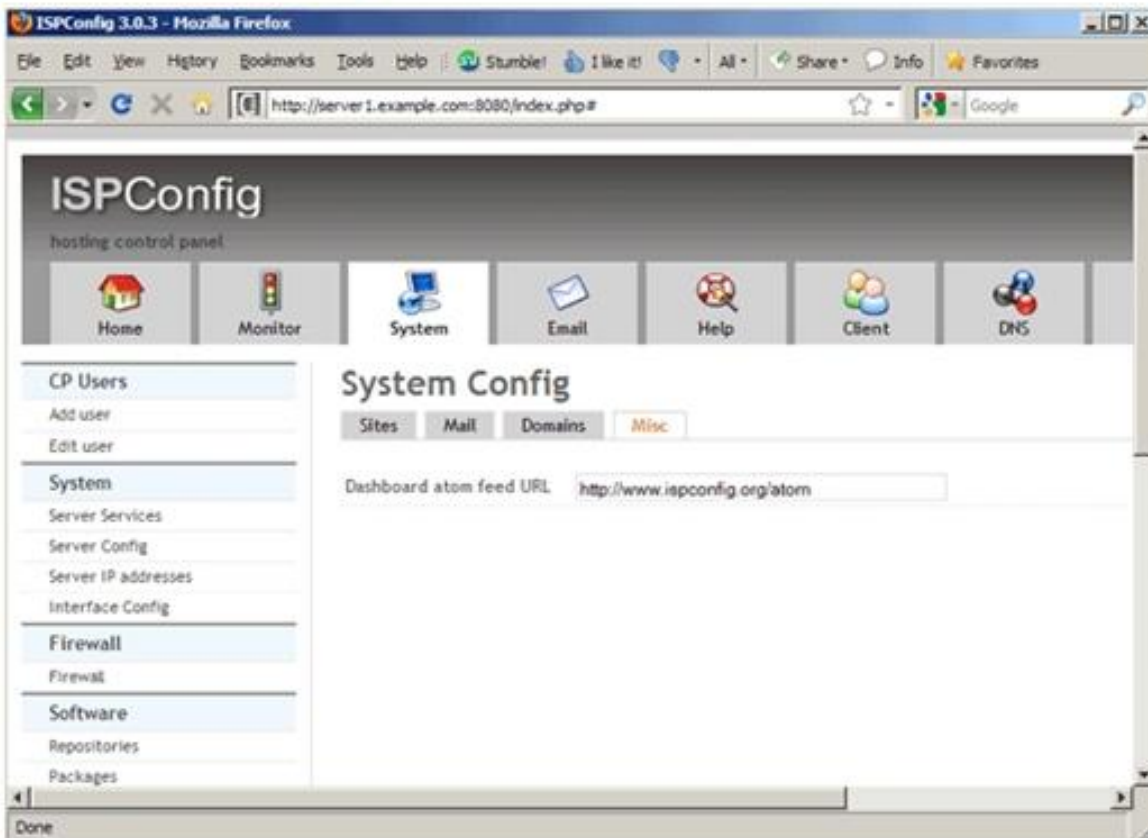 ISPConfig 3.0.3 - Mozilla Firefox
File Edit View History Bookmarks Tools Help Stumble! I like it! All Share Info Favorites
http://server1.example.com:8080/index.php# Google
ISPConfig
hosting control panel
Home Monitor System Email Help Client DNS
CP Users
Add user
Edit user
System
Server Services
Server Config
Server IP addresses
Interface Config
Firewall
Firewall
Software
Repositories
Packages
System Config
Sites Mail Domains Misc
Dashboard atom feed URL http://www.ispconfig.org/atom
Done